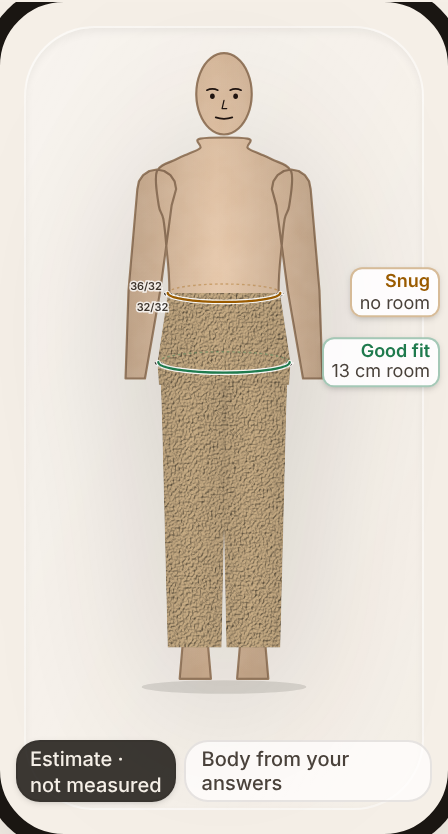 Snug
no room
36/32
32/32
Good fit
13 cm room
Estimate ·
not measured
Body from your
answers